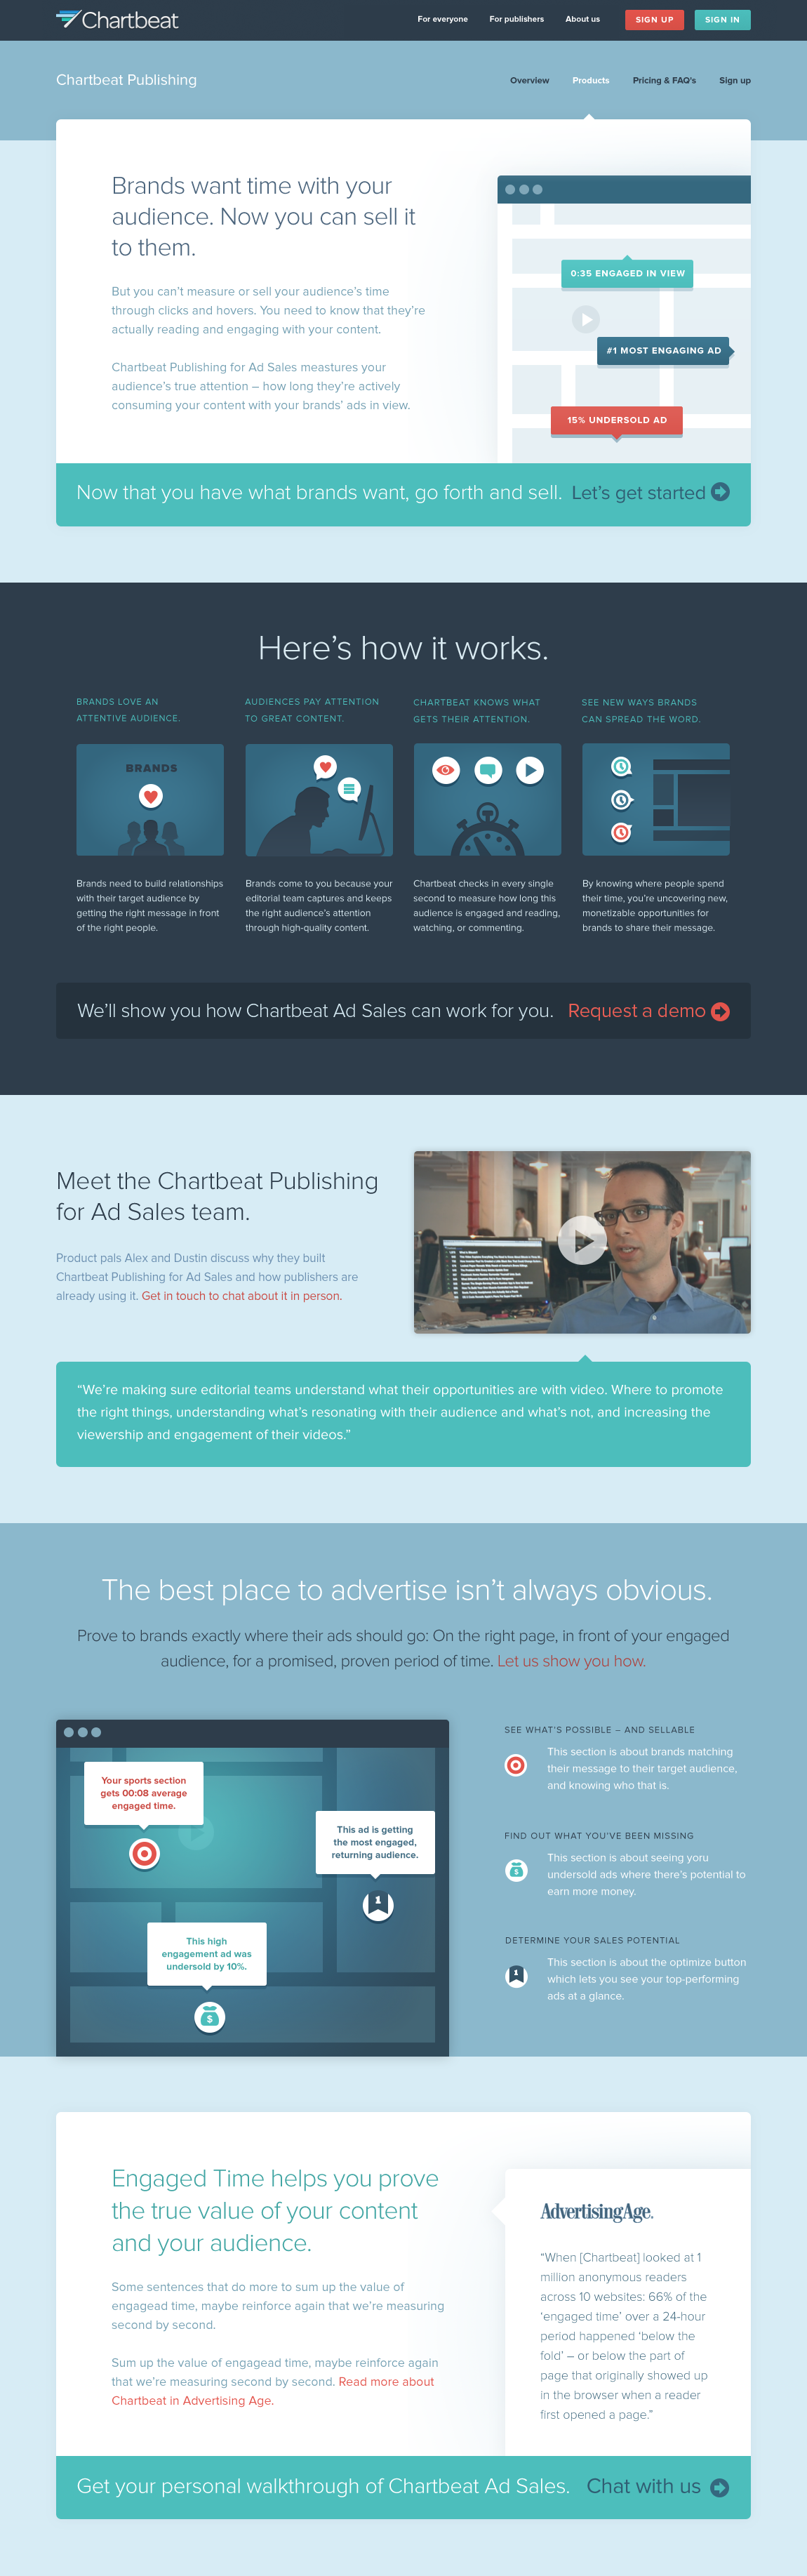 Chartbeat
For everyone
For publishers
About us
SIGN UP
SIGN IN
Chartbeat Publishing
Overview
Products
Pricing & FAQ's
Sign up
Brands want time with your
audience. Now you can sell it
to them.
But you can't measure or sell your audience's time
through clicks and hovers. You need to know that they're
actually reading and engaging with your content.
Chartbeat Publishing for Ad Sales meastures your
audience's true attention – how long they're actively
consuming your content with your brands' ads in view.
0:35 ENGAGED IN VIEW
#1 MOST ENGAGING AD
15% UNDERSOLD AD
Now that you have what brands want, go forth and sell.
Let's get started
Here's how it works.
BRANDS LOVE AN
ATTENTIVE AUDIENCE.
BRANDS
Brands need to build relationships
with their target audience by
getting the right message in front
of the right people.
AUDIENCES PAY ATTENTION
TO GREAT CONTENT.
Brands come to you because your
editorial team captures and keeps
the right audience's attention
through high-quality content.
CHARTBEAT KNOWS WHAT
GETS THEIR ATTENTION.
Chartbeat checks in every single
second to measure how long this
audience is engaged and reading,
watching, or commenting.
SEE NEW WAYS BRANDS
CAN SPREAD THE WORD.
By knowing where people spend
their time, you're uncovering new,
monetizable opportunities for
brands to share their message.
We'll show you how Chartbeat Ad Sales can work for you.
Request a demo
Meet the Chartbeat Publishing
for Ad Sales team.
Product pals Alex and Dustin discuss why they built
Chartbeat Publishing for Ad Sales and how publishers are
already using it. Get in touch to chat about it in person.
“We're making sure editorial teams understand what their opportunities are with video. Where to promote
the right things, understanding what's resonating with their audience and what's not, and increasing the
viewership and engagement of their videos.”
The best place to advertise isn't always obvious.
Prove to brands exactly where their ads should go: On the right page, in front of your engaged
audience, for a promised, proven period of time. Let us show you how.
Your sports section
gets 00:08 average
engaged time.
This ad is getting
the most engaged,
returning audience.
1
This high
engagement ad was
undersold by 10%.
$
SEE WHAT'S POSSIBLE – AND SELLABLE
This section is about brands matching
their message to their target audience,
and knowing who that is.
FIND OUT WHAT YOU'VE BEEN MISSING
$
This section is about seeing yoru
undersold ads where there's potential to
earn more money.
DETERMINE YOUR SALES POTENTIAL
1
This section is about the optimize button
which lets you see your top-performing
ads at a glance.
Engaged Time helps you prove
the true value of your content
and your audience.
Some sentences that do more to sum up the value of
engagead time, maybe reinforce again that we're measuring
second by second.
Sum up the value of engagead time, maybe reinforce again
that we're measuring second by second. Read more about
Chartbeat in Advertising Age.
AdvertisingAge.
“When [Chartbeat] looked at 1
million anonymous readers
across 10 websites: 66% of the
‘engaged time’ over a 24-hour
period happened ‘below the
fold’ – or below the part of
page that originally showed up
in the browser when a reader
first opened a page.”
Get your personal walkthrough of Chartbeat Ad Sales.
Chat with us